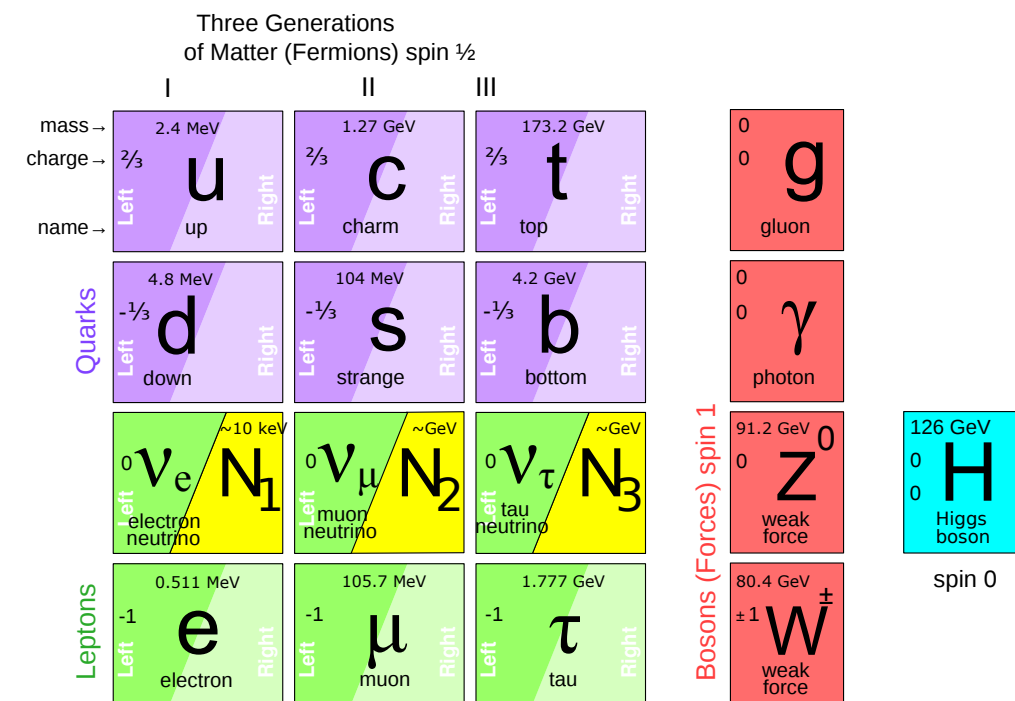 Three Generations
of Matter (Fermions) spin ½
I II III
mass→
charge→
name→
2.4 MeV
⅔
u
Left
Right
up
1.27 GeV
⅔
c
Left
Right
charm
173.2 GeV
⅔
t
Left
Right
top
0
0
g
gluon
Quarks
4.8 MeV
-⅓
d
Left
Right
down
104 MeV
-⅓
s
Left
Right
strange
4.2 GeV
-⅓
b
Left
Right
bottom
0
0
γ
photon
~10 keV
0
νe
N1
Left
electron
neutrino
~GeV
0
νμ
N2
Left
muon
neutrino
~GeV
0
ντ
N3
Left
tau
neutrino
Bosons (Forces) spin 1
91.2 GeV
0
Z0
weak
force
126 GeV
0
0
H
Higgs
boson
spin 0
Leptons
0.511 MeV
-1
e
Left
Right
electron
105.7 MeV
-1
μ
Left
Right
muon
1.777 GeV
-1
τ
Left
Right
tau
80.4 GeV
±1
W±
weak
force